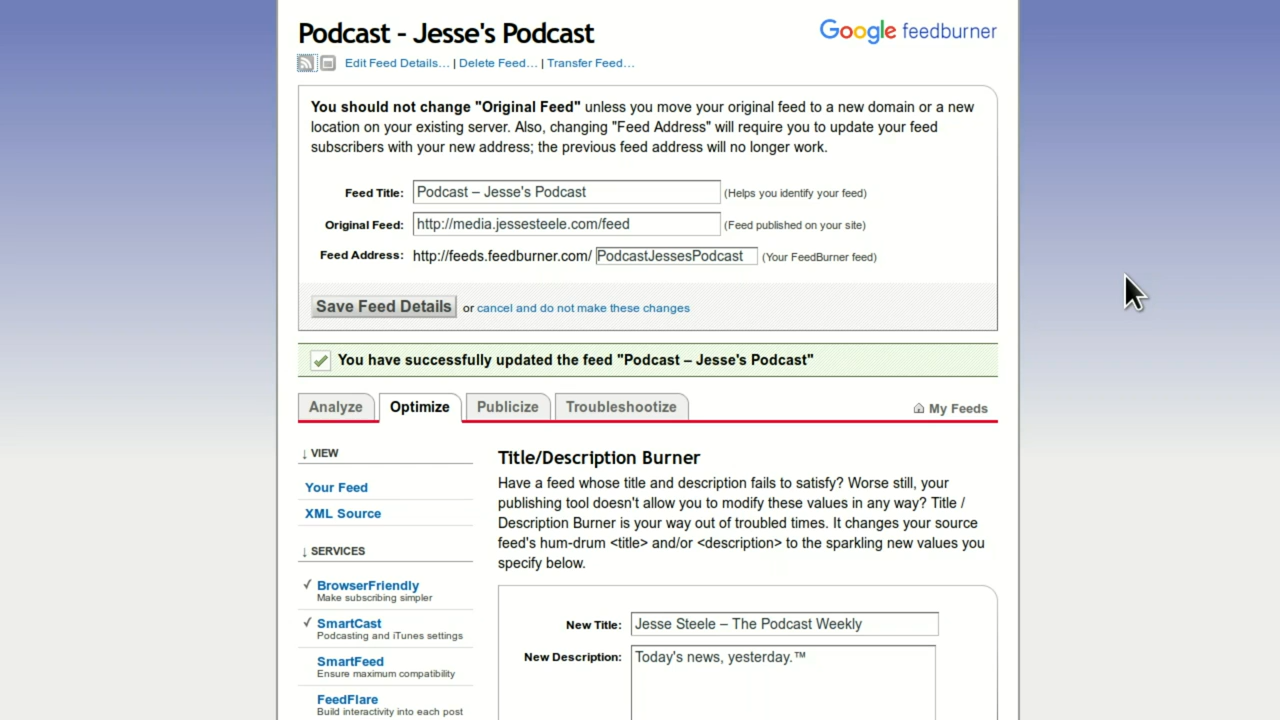 Podcast - Jesse's Podcast
Google feedburner
Edit Feed Details... | Delete Feed... | Transfer Feed...
You should not change "Original Feed" unless you move your original feed to a new domain or a new
location on your existing server. Also, changing "Feed Address" will require you to update your feed
subscribers with your new address; the previous feed address will no longer work.
Feed Title: Podcast – Jesse's Podcast (Helps you identify your feed)
Original Feed: http://media.jessesteele.com/feed (Feed published on your site)
Feed Address: http://feeds.feedburner.com/ PodcastJessesPodcast (Your FeedBurner feed)
Save Feed Details or cancel and do not make these changes
You have successfully updated the feed "Podcast – Jesse's Podcast"
Analyze Optimize Publicize Troubleshootize My Feeds
↓ VIEW
Your Feed
XML Source
↓ SERVICES
✓ BrowserFriendly
Make subscribing simpler
✓ SmartCast
Podcasting and iTunes settings
SmartFeed
Ensure maximum compatibility
FeedFlare
Build interactivity into each post
Title/Description Burner
Have a feed whose title and description fails to satisfy? Worse still, your
publishing tool doesn't allow you to modify these values in any way? Title /
Description Burner is your way out of troubled times. It changes your source
feed's hum-drum <title> and/or <description> to the sparkling new values you
specify below.
New Title: Jesse Steele – The Podcast Weekly
New Description: Today's news, yesterday.™